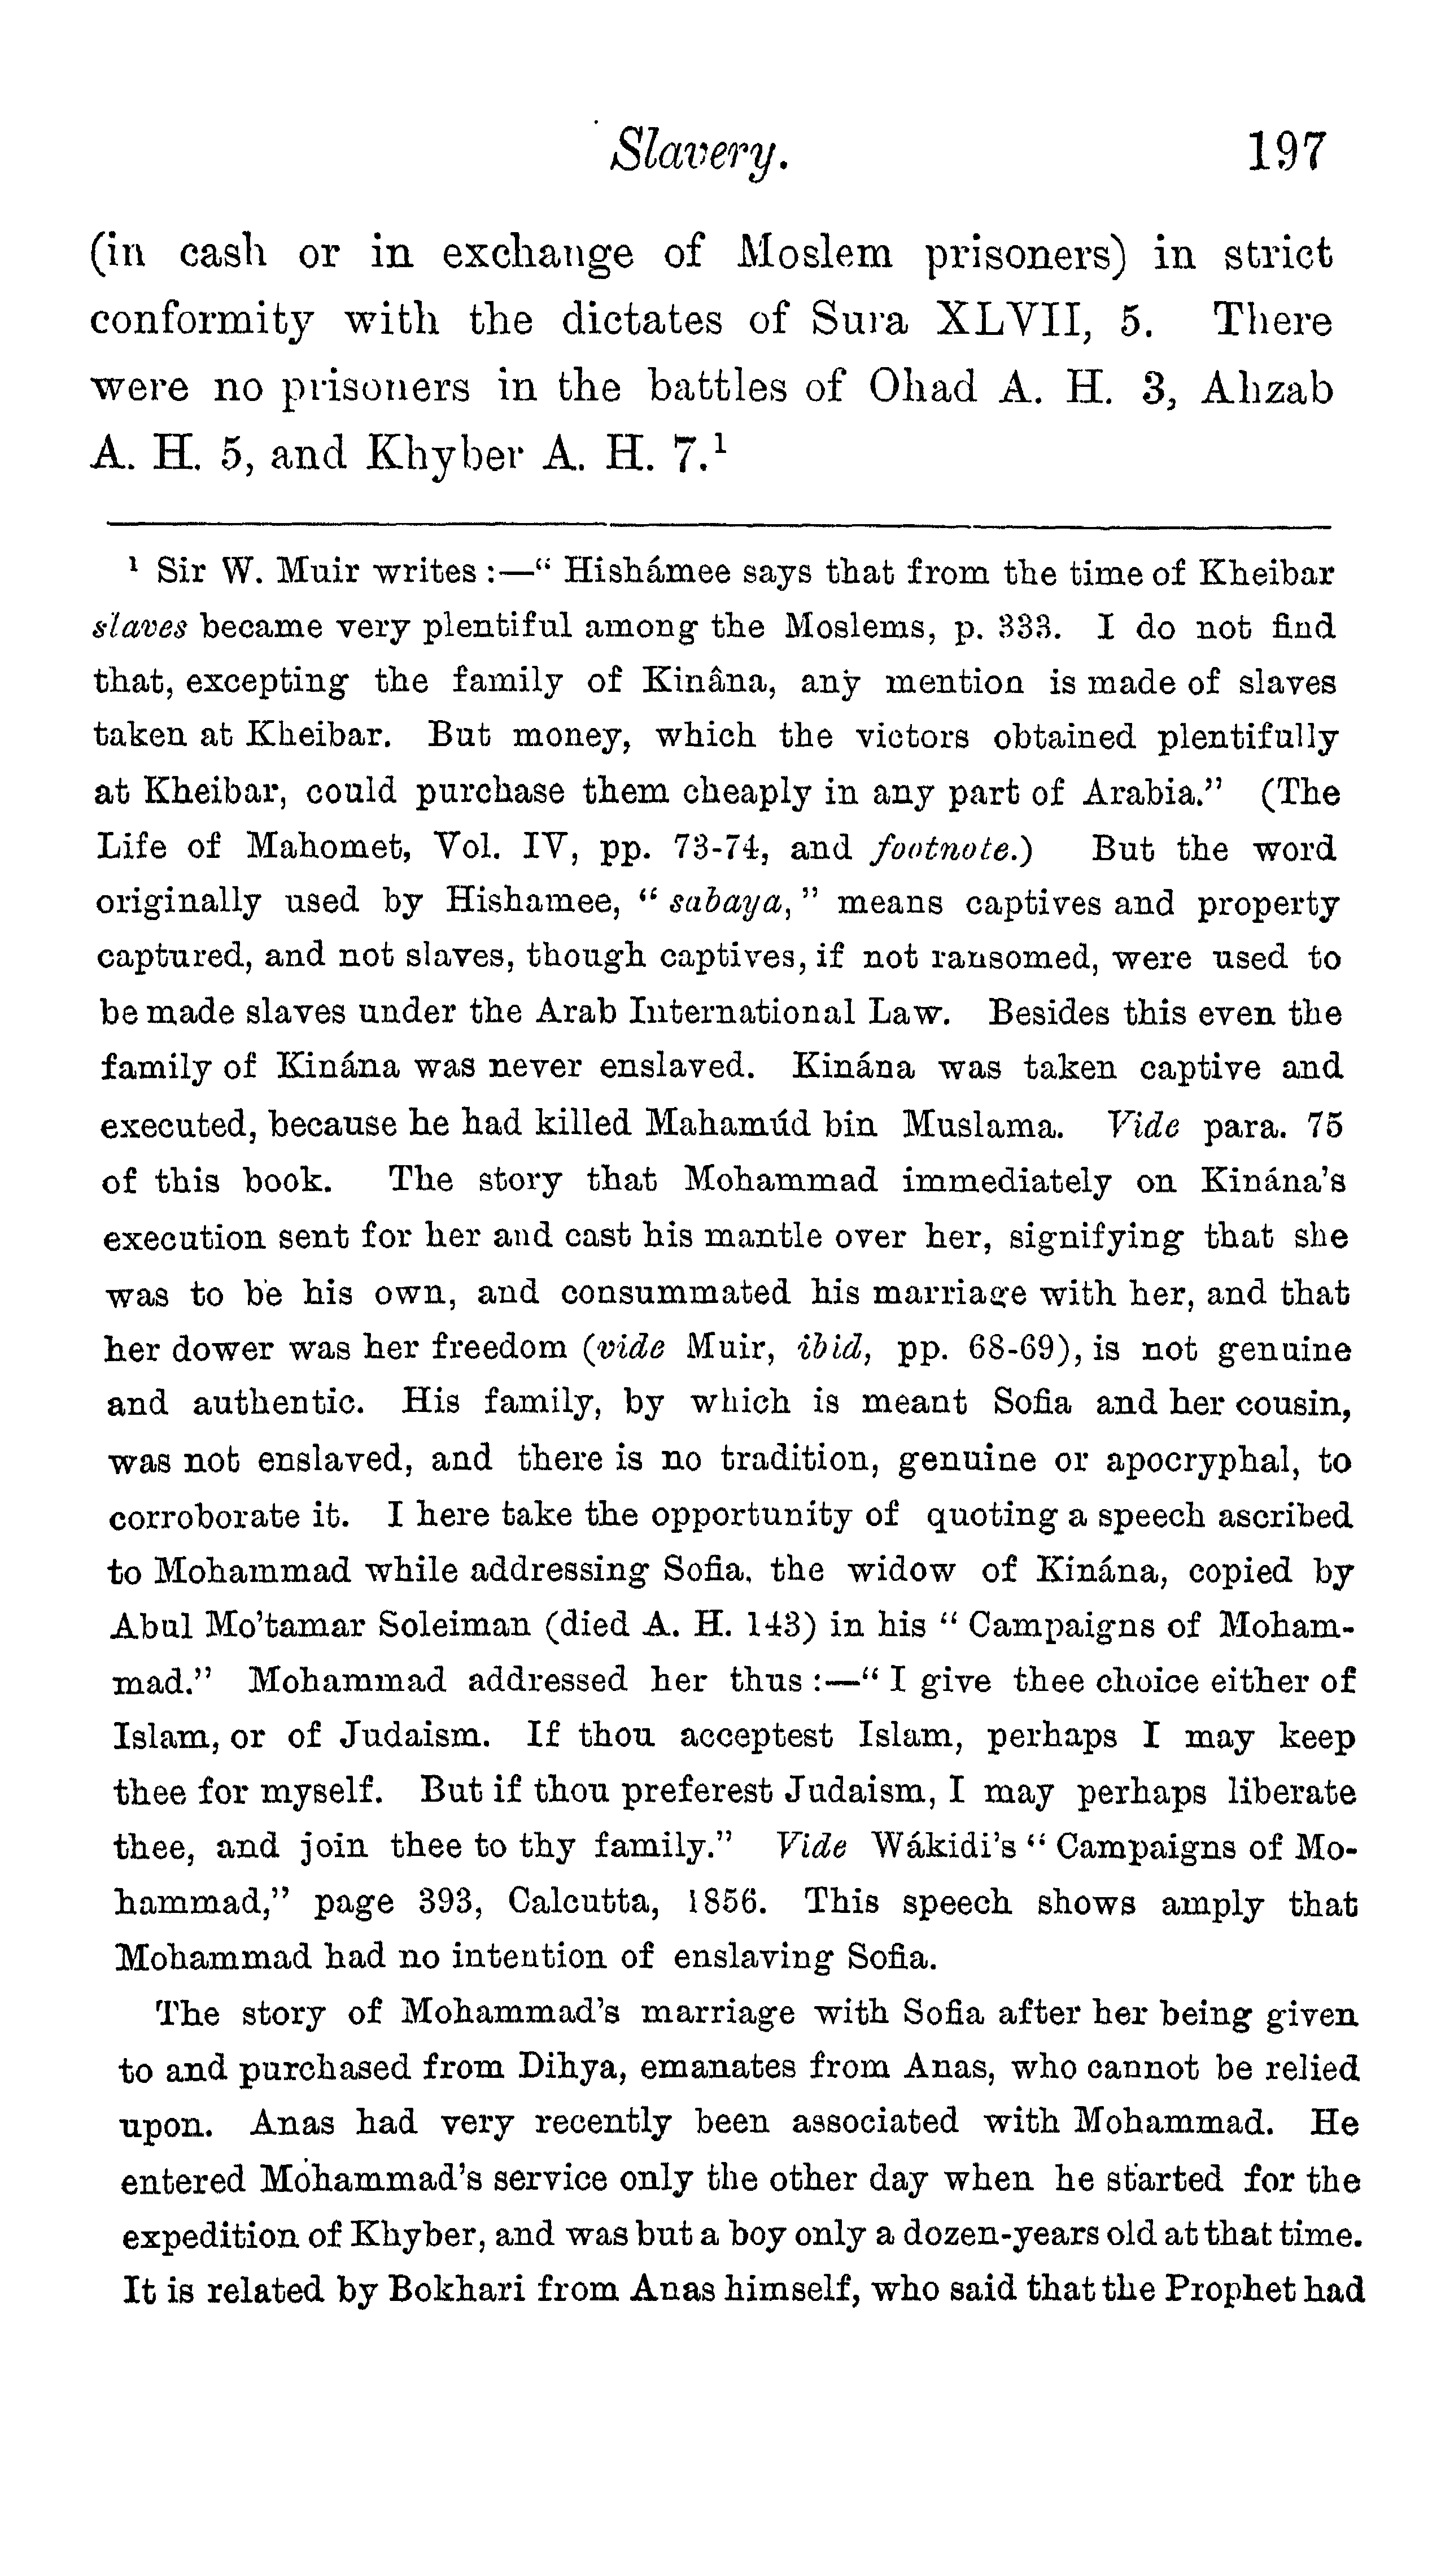 Slavery. 197
(in cash or in exchange of Moslem prisoners) in strict
conformity with the dictates of Sura XLVII, 5. There
were no prisoners in the battles of Ohad A. H. 3, Ahzab
A. H. 5, and Khyber A. H. 7.¹
¹ Sir W. Muir writes :—“ Hishámee says that from the time of Kheibar
slaves became very plentiful among the Moslems, p. 333. I do not find
that, excepting the family of Kinâna, any mention is made of slaves
taken at Kheibar. But money, which the victors obtained plentifully
at Kheibar, could purchase them cheaply in any part of Arabia.” (The
Life of Mahomet, Vol. IV, pp. 73-74, and footnote.) But the word
originally used by Hishamee, “ sabaya, ” means captives and property
captured, and not slaves, though captives, if not ransomed, were used to
be made slaves under the Arab International Law. Besides this even the
family of Kinána was never enslaved. Kinána was taken captive and
executed, because he had killed Mahamúd bin Muslama. Vide para. 75
of this book. The story that Mohammad immediately on Kinána's
execution sent for her and cast his mantle over her, signifying that she
was to be his own, and consummated his marriage with her, and that
her dower was her freedom (vide Muir, ibid, pp. 68-69), is not genuine
and authentic. His family, by which is meant Sofia and her cousin,
was not enslaved, and there is no tradition, genuine or apocryphal, to
corroborate it. I here take the opportunity of quoting a speech ascribed
to Mohammad while addressing Sofia, the widow of Kinána, copied by
Abul Mo'tamar Soleiman (died A. H. 143) in his “ Campaigns of Moham-
mad.” Mohammad addressed her thus :—“ I give thee choice either of
Islam, or of Judaism. If thou acceptest Islam, perhaps I may keep
thee for myself. But if thou preferest Judaism, I may perhaps liberate
thee, and join thee to thy family.” Vide Wákidi's “ Campaigns of Mo-
hammad,” page 393, Calcutta, 1856. This speech shows amply that
Mohammad had no intention of enslaving Sofia.
The story of Mohammad's marriage with Sofia after her being given
to and purchased from Dihya, emanates from Anas, who cannot be relied
upon. Anas had very recently been associated with Mohammad. He
entered Mohammad's service only the other day when he started for the
expedition of Khyber, and was but a boy only a dozen-years old at that time.
It is related by Bokhari from Anas himself, who said that the Prophet had